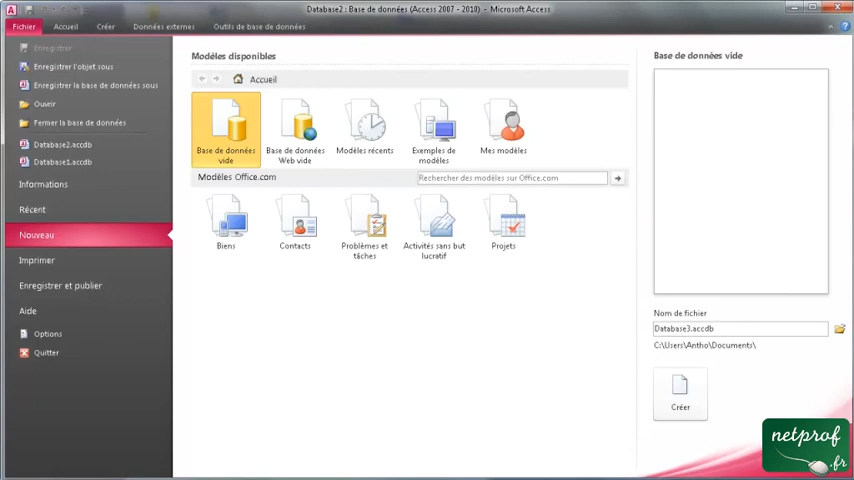 Database2 : Base de données (Access 2007 - 2010) - Microsoft Access
Fichier
Accueil
Créer
Données externes
Outils de base de données
Enregistrer
Enregistrer l'objet sous
Enregistrer la base de données sous
Ouvrir
Fermer la base de données
Database2.accdb
Database1.accdb
Informations
Récent
Nouveau
Imprimer
Enregistrer et publier
Aide
Options
Quitter
Modèles disponibles
Accueil
Base de données
vide
Base de données
Web vide
Modèles récents
Exemples de
modèles
Mes modèles
Modèles Office.com
Rechercher des modèles sur Office.com
Biens
Contacts
Problèmes et
tâches
Activités sans but
lucratif
Projets
Base de données vide
Nom de fichier
Database3.accdb
C:\Users\Antho\Documents\
Créer
netprof
.fr